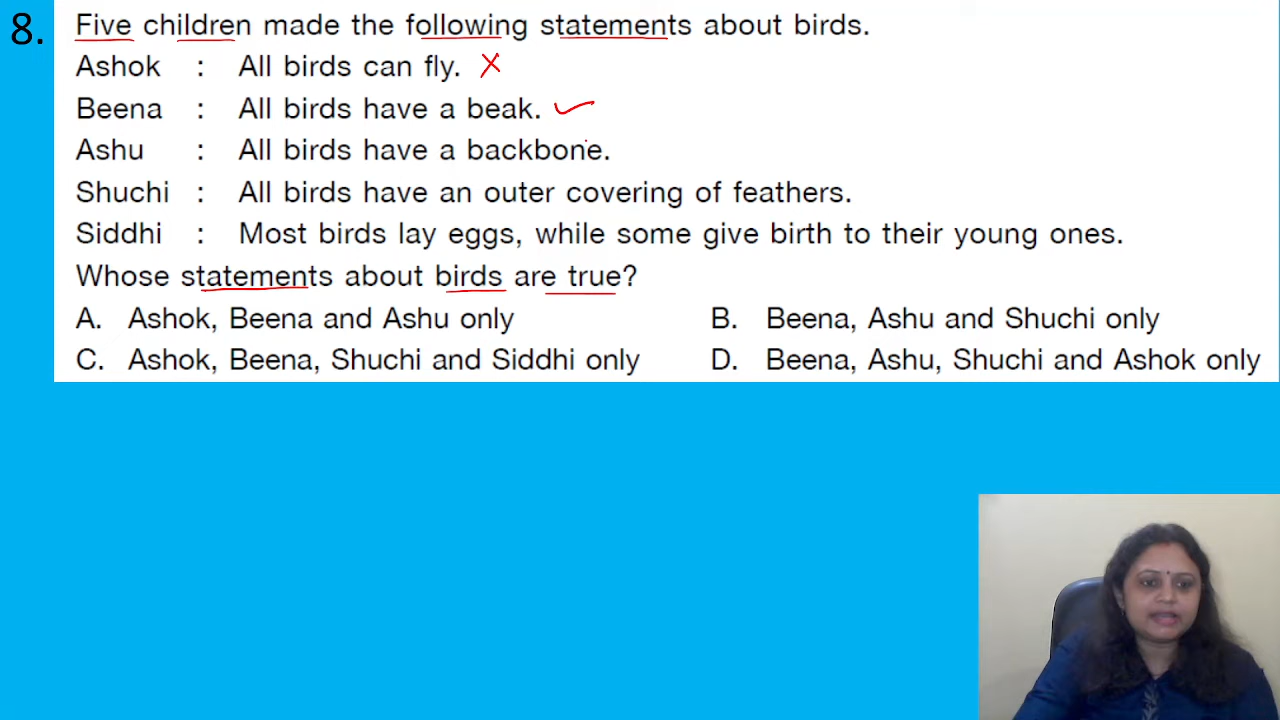 8. Five children made the following statements about birds.
Ashok : All birds can fly.
Beena : All birds have a beak.
Ashu : All birds have a backbone.
Shuchi : All birds have an outer covering of feathers.
Siddhi : Most birds lay eggs, while some give birth to their young ones.
Whose statements about birds are true?
A. Ashok, Beena and Ashu only B. Beena, Ashu and Shuchi only
C. Ashok, Beena, Shuchi and Siddhi only D. Beena, Ashu, Shuchi and Ashok only